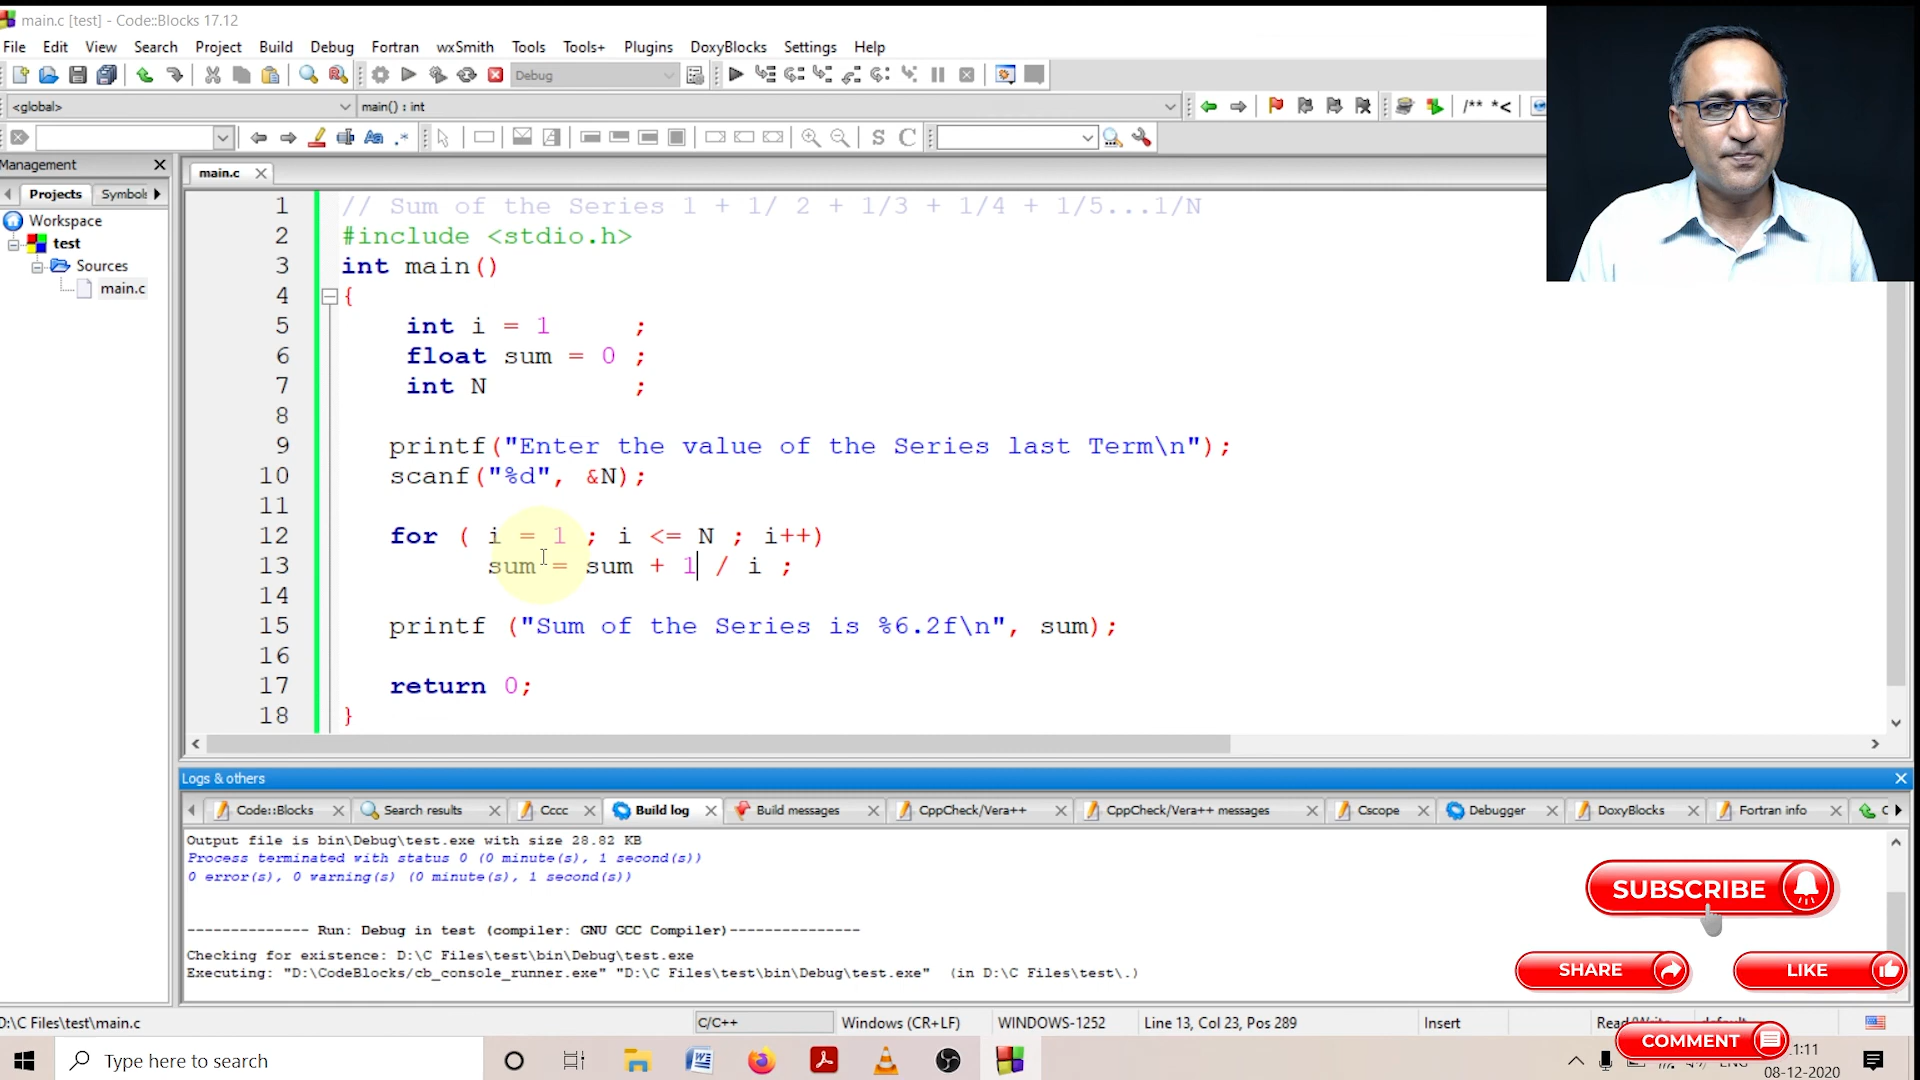 main.c [test] - Code::Blocks 17.12
File Edit View Search Project Build Debug Fortran wxSmith Tools Tools+ Plugins DoxyBlocks Settings Help
Debug
<global> main() : int /** *<
S C
Management
main.c
Projects Symbols
Workspace
test
Sources
main.c
1 // Sum of the Series 1 + 1/ 2 + 1/3 + 1/4 + 1/5...1/N
2 #include <stdio.h>
3 int main()
4 {
5 int i = 1 ;
6 float sum = 0 ;
7 int N ;
8
9 printf("Enter the value of the Series last Term\n");
10 scanf("%d", &N);
11
12 for ( i = 1 ; i <= N ; i++)
13 sum = sum + 1 / i ;
14
15 printf ("Sum of the Series is %6.2f\n", sum);
16
17 return 0;
18 }
Logs & others
Code::Blocks Search results Cccc Build log Build messages CppCheck/Vera++ CppCheck/Vera++ messages Cscope Debugger DoxyBlocks Fortran info
Output file is bin\Debug\test.exe with size 28.82 KB
Process terminated with status 0 (0 minute(s), 1 second(s))
0 error(s), 0 warning(s) (0 minute(s), 1 second(s))
-------------- Run: Debug in test (compiler: GNU GCC Compiler)---------------
Checking for existence: D:\C Files\test\bin\Debug\test.exe
Executing: "D:\CodeBlocks/cb_console_runner.exe" "D:\C Files\test\bin\Debug\test.exe" (in D:\C Files\test\.)
SUBSCRIBE
SHARE LIKE
D:\C Files\test\main.c C/C++ Windows (CR+LF) WINDOWS-1252 Line 13, Col 23, Pos 289 Insert
COMMENT
Type here to search
08-12-2020